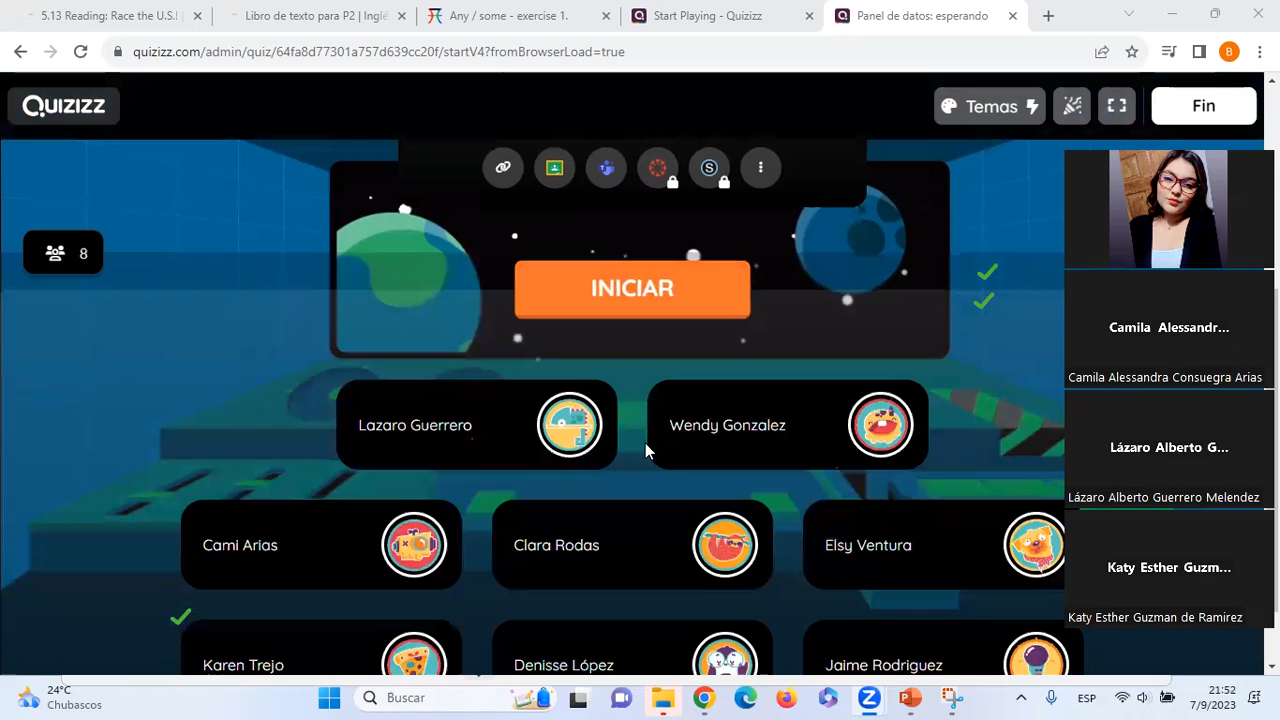 5.13 Reading: Race the U.S.!
Libro de texto para P2 | Inglé
Any / some - exercise 1.
Start Playing - Quizizz
Panel de datos: esperando
quizizz.com/admin/quiz/64fa8d77301a757d639cc20f/startV4?fromBrowserLoad=true
B
Quizizz
Temas
Fin
S
8
INICIAR
Lazaro Guerrero
Wendy Gonzalez
Cami Arias
Clara Rodas
Elsy Ventura
Karen Trejo
Denisse López
Jaime Rodriguez
Camila Alessandr...
Camila Alessandra Consuegra Arias
Lázaro Alberto G...
Lázaro Alberto Guerrero Melendez
Katy Esther Guzm...
Katy Esther Guzman de Ramirez
24°C
Chubascos
Buscar
ESP
21:52
7/9/2023